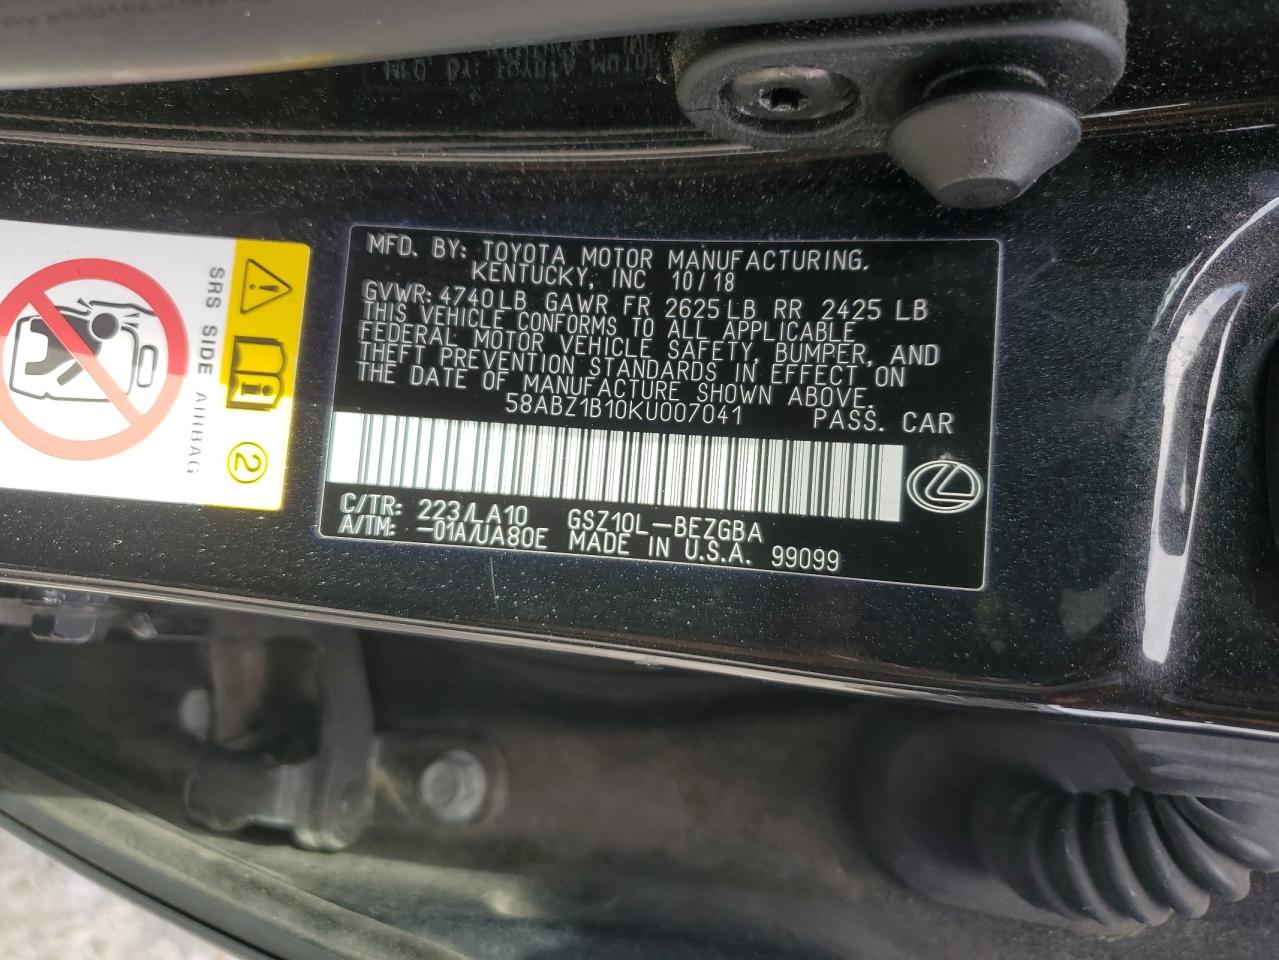 MFD. BY: TOYOTA MOTOR MANUFACTURING.
KENTUCKY, INC 10/18
GVWR: 4740LB GAWR FR 2625LB RR 2425 LB
THIS VEHICLE CONFORMS TO ALL APPLICABLE
FEDERAL MOTOR VEHICLE SAFETY, BUMPER, AND
THEFT PREVENTION STANDARDS IN EFFECT ON
THE DATE OF MANUFACTURE SHOWN ABOVE.
58ABZ1B10KU007041 PASS. CAR
C/TR: 223/LA10 GSZ10L-BEZGBA
A/TM: -01A/UA80E MADE IN U.S.A. 99099
SRS SIDE AIRBAG
2